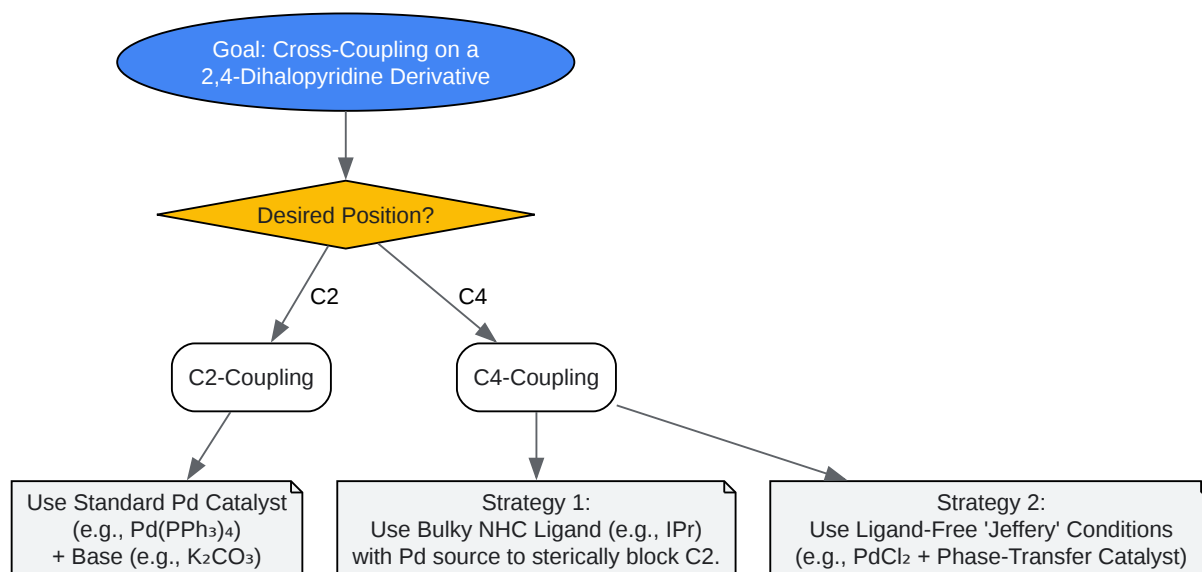 Goal: Cross-Coupling on a
2,4-Dihalopyridine Derivative
Desired Position?
C2
C4
C2-Coupling
C4-Coupling
Use Standard Pd Catalyst
(e.g., Pd(PPh₃)₄)
+ Base (e.g., K₂CO₃)
Strategy 1:
Use Bulky NHC Ligand (e.g., IPr)
with Pd source to sterically block C2.
Strategy 2:
Use Ligand-Free 'Jeffery' Conditions
(e.g., PdCl₂ + Phase-Transfer Catalyst)